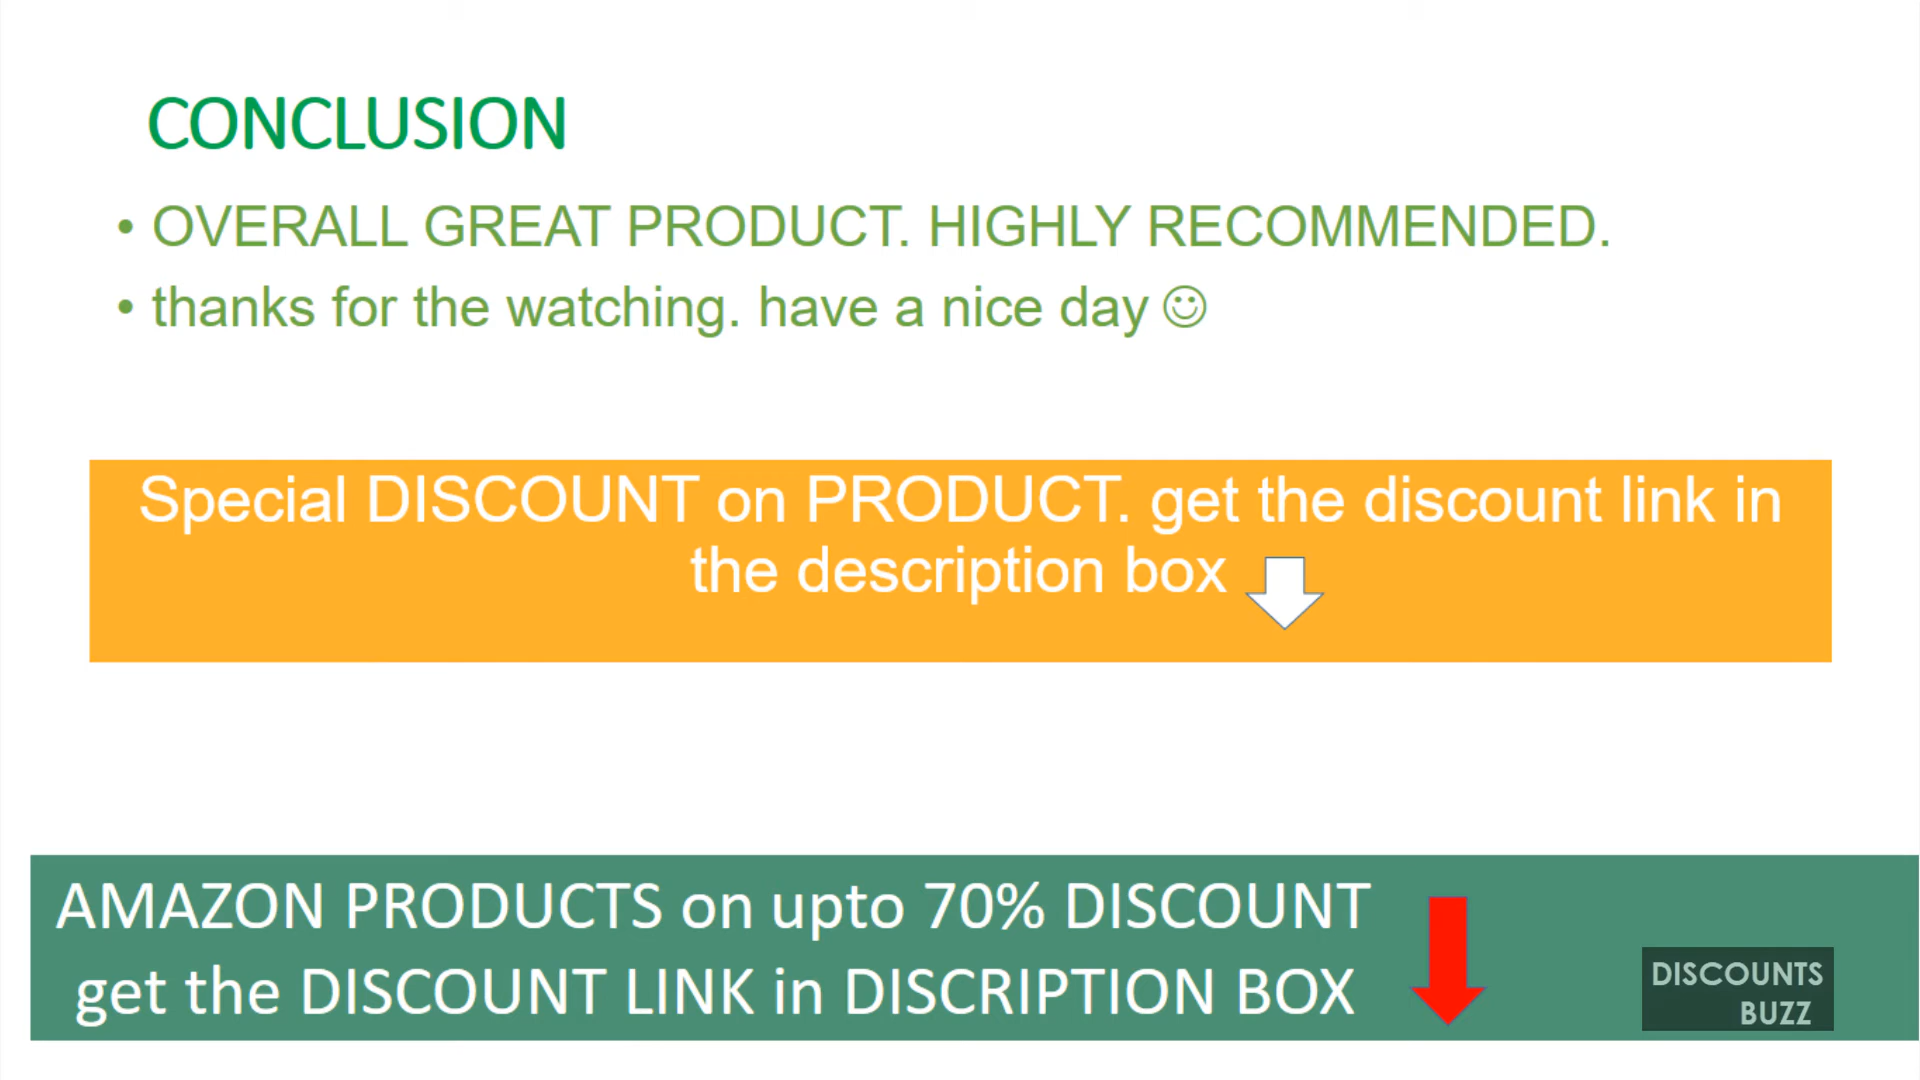 CONCLUSION
• OVERALL GREAT PRODUCT. HIGHLY RECOMMENDED.
• thanks for the watching. have a nice day ☺
Special DISCOUNT on PRODUCT. get the discount link in
the description box
AMAZON PRODUCTS on upto 70% DISCOUNT
get the DISCOUNT LINK in DISCRIPTION BOX
DISCOUNTS
BUZZ